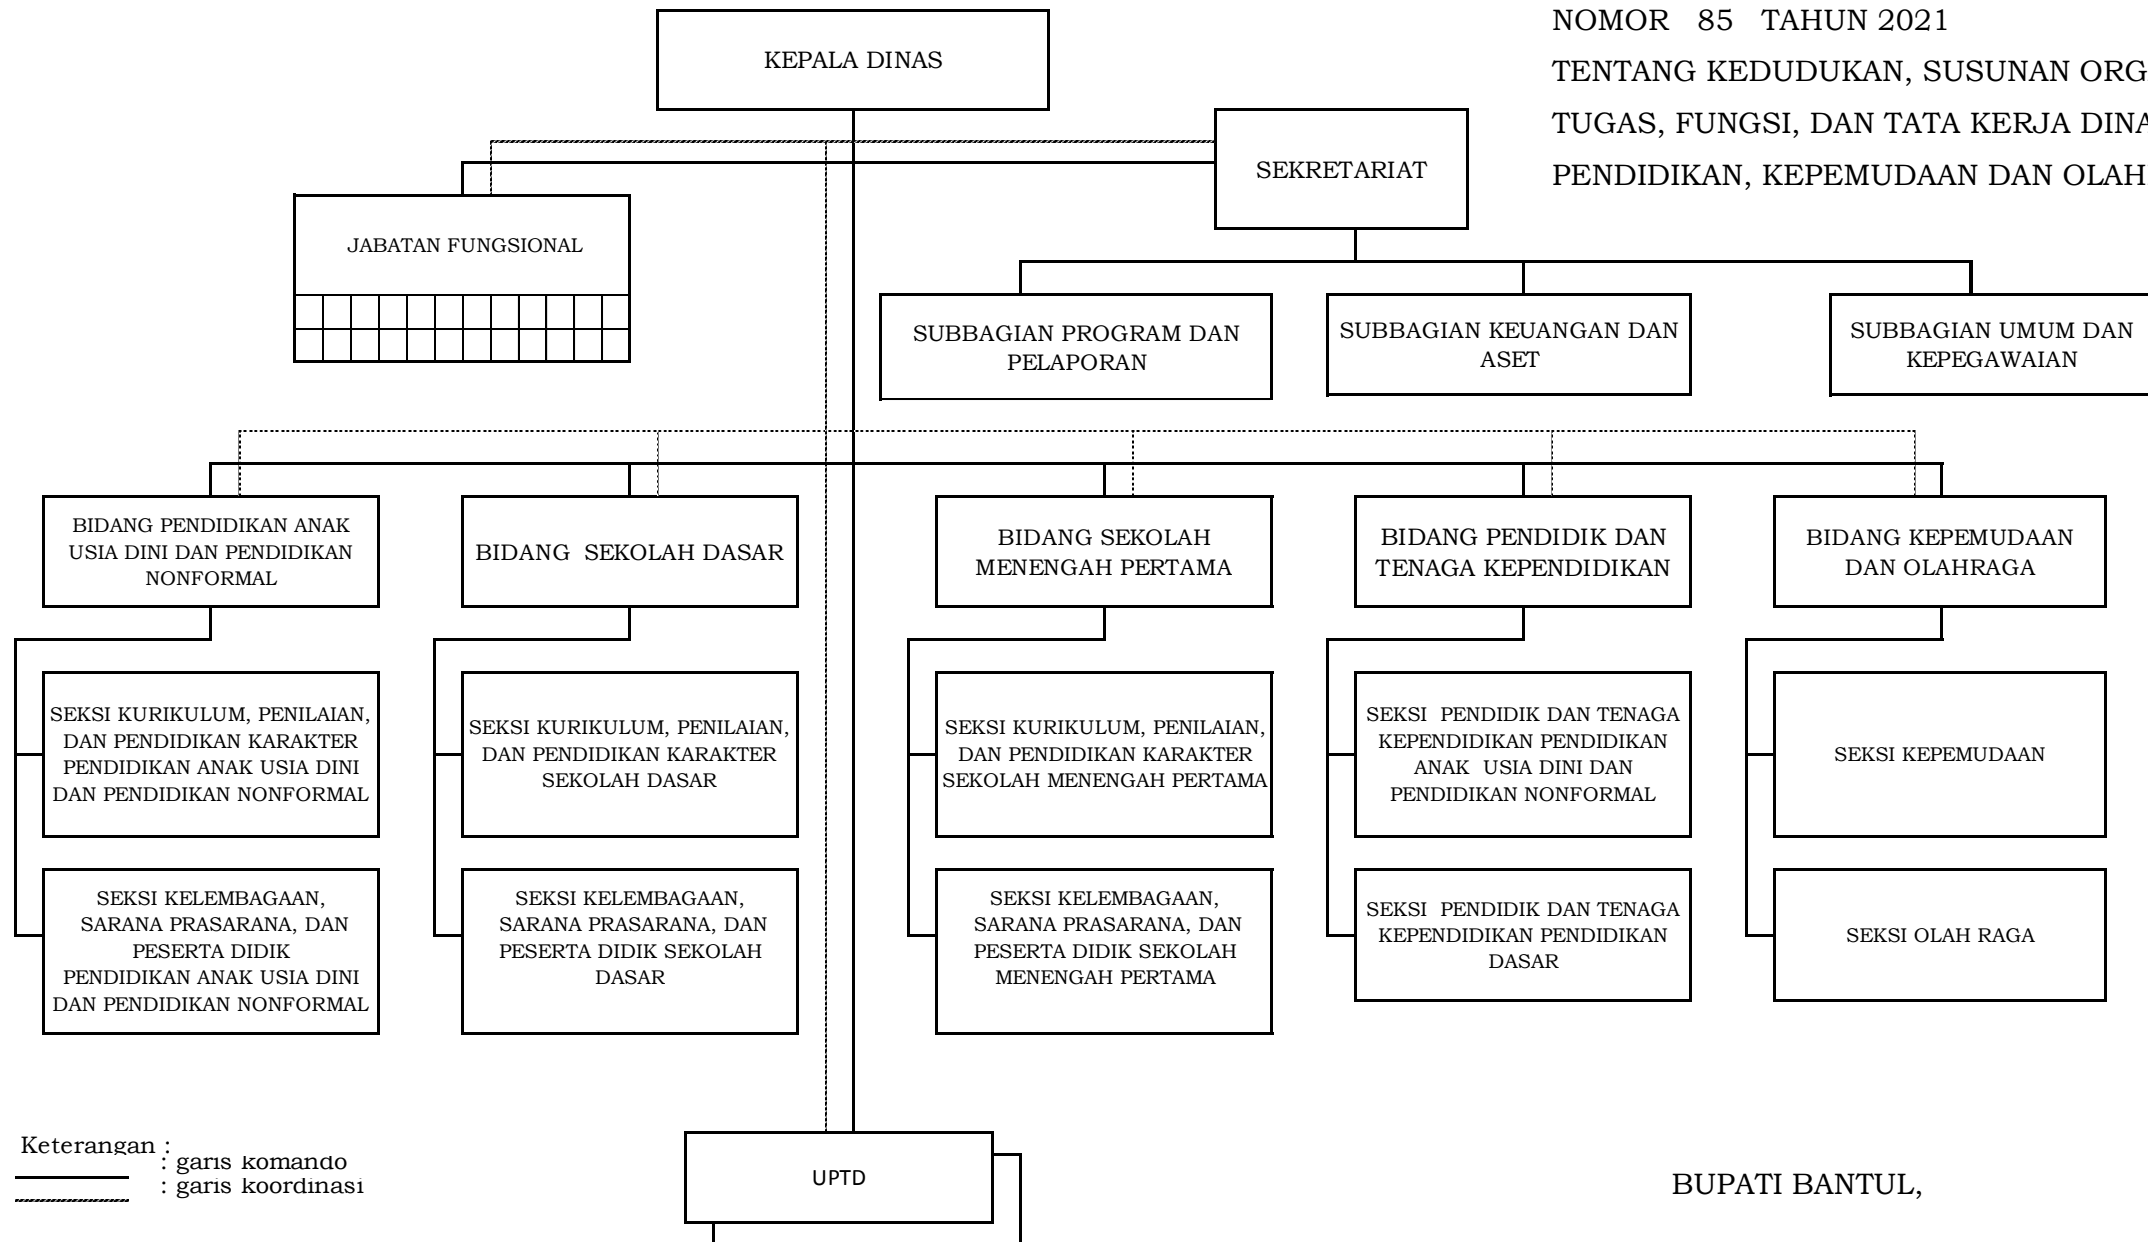 NOMOR 85 TAHUN 2021
TENTANG KEDUDUKAN, SUSUNAN ORG
TUGAS, FUNGSI, DAN TATA KERJA DINA
PENDIDIKAN, KEPEMUDAAN DAN OLAH
KEPALA DINAS
SEKRETARIAT
JABATAN FUNGSIONAL
SUBBAGIAN PROGRAM DAN
PELAPORAN
SUBBAGIAN KEUANGAN DAN
ASET
SUBBAGIAN UMUM DAN
KEPEGAWAIAN
BIDANG PENDIDIKAN ANAK
USIA DINI DAN PENDIDIKAN
NONFORMAL
BIDANG SEKOLAH DASAR
BIDANG SEKOLAH
MENENGAH PERTAMA
BIDANG PENDIDIK DAN
TENAGA KEPENDIDIKAN
BIDANG KEPEMUDAAN
DAN OLAHRAGA
SEKSI KURIKULUM, PENILAIAN,
DAN PENDIDIKAN KARAKTER
PENDIDIKAN ANAK USIA DINI
DAN PENDIDIKAN NONFORMAL
SEKSI KURIKULUM, PENILAIAN,
DAN PENDIDIKAN KARAKTER
SEKOLAH DASAR
SEKSI KURIKULUM, PENILAIAN,
DAN PENDIDIKAN KARAKTER
SEKOLAH MENENGAH PERTAMA
SEKSI PENDIDIK DAN TENAGA
KEPENDIDIKAN PENDIDIKAN
ANAK USIA DINI DAN
PENDIDIKAN NONFORMAL
SEKSI KEPEMUDAAN
SEKSI KELEMBAGAAN,
SARANA PRASARANA, DAN
PESERTA DIDIK
PENDIDIKAN ANAK USIA DINI
DAN PENDIDIKAN NONFORMAL
SEKSI KELEMBAGAAN,
SARANA PRASARANA, DAN
PESERTA DIDIK SEKOLAH
DASAR
SEKSI KELEMBAGAAN,
SARANA PRASARANA, DAN
PESERTA DIDIK SEKOLAH
MENENGAH PERTAMA
SEKSI PENDIDIK DAN TENAGA
KEPENDIDIKAN PENDIDIKAN
DASAR
SEKSI OLAH RAGA
Keterangan :
: garis komando
: garis koordinasi
UPTD
BUPATI BANTUL,